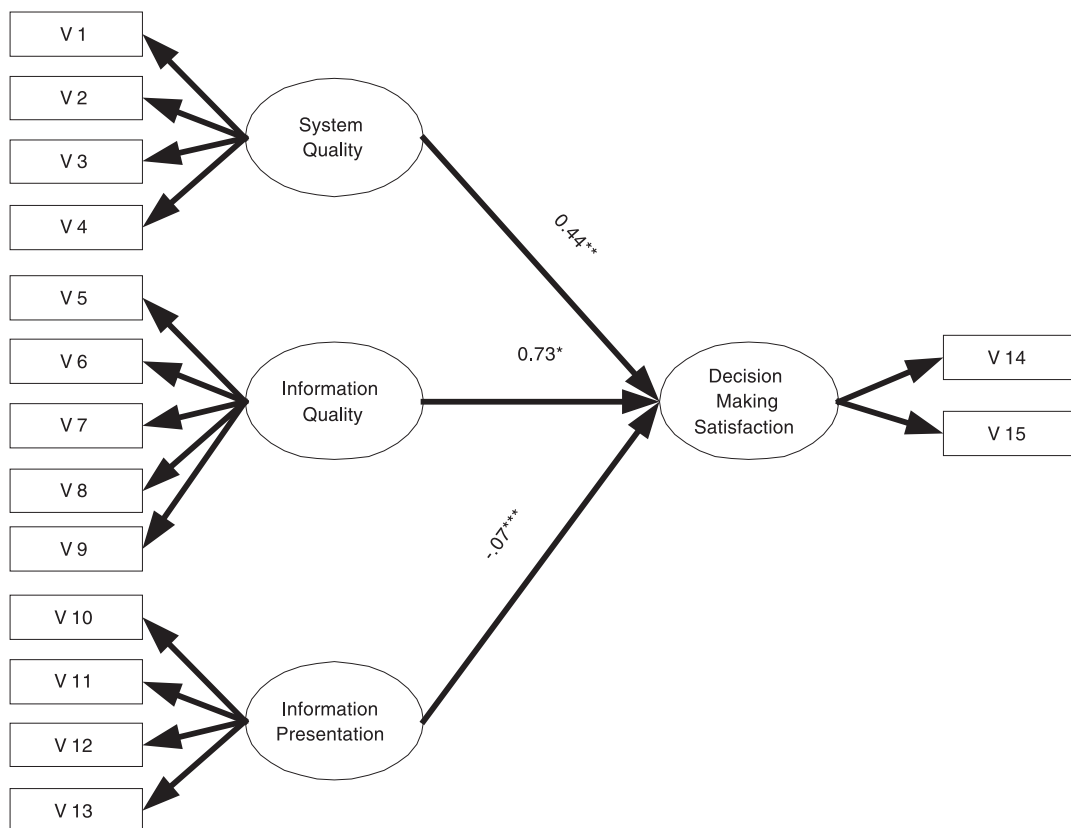 V 1
V 2
V 3
V 4
System
Quality
0.44**
V 5
V 6
V 7
V 8
V 9
Information
Quality
0.73*
Decision
Making
Satisfaction
V 14
V 15
-.07***
V 10
V 11
V 12
V 13
Information
Presentation